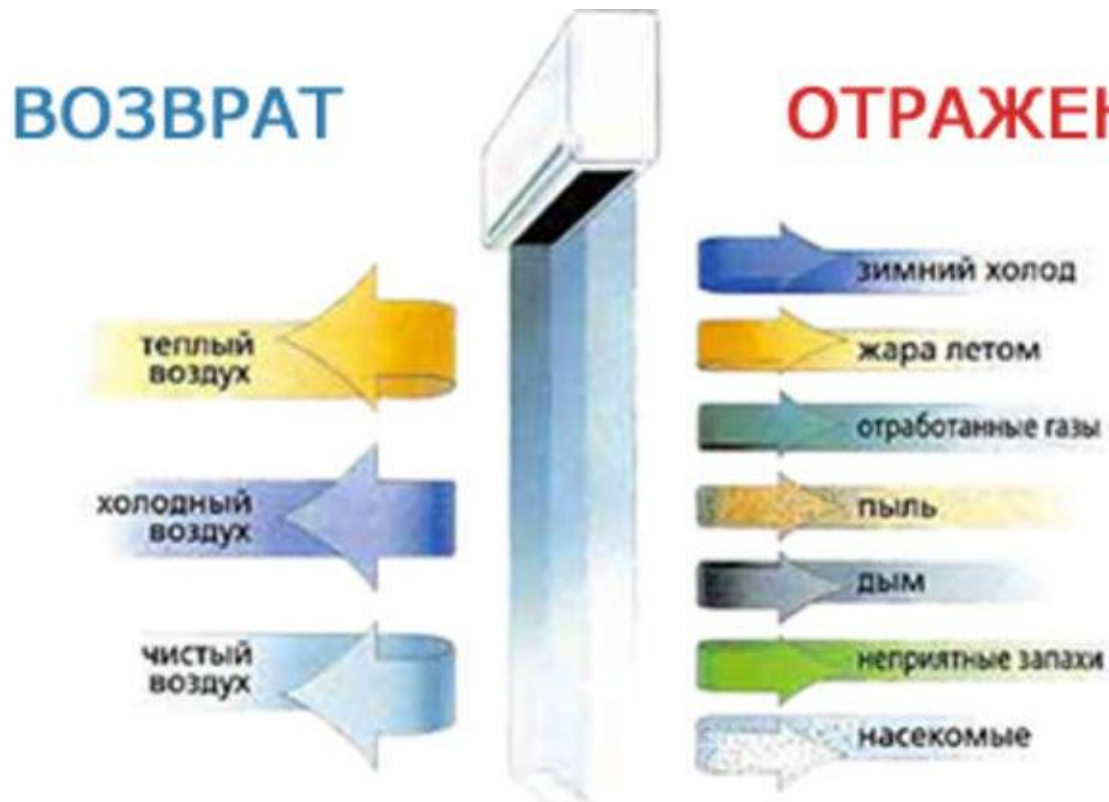 ВОЗВРАТ
теплый
воздух
холодный
воздух
чистый
воздух
ОТРАЖЕН
зимний холод
жара летом
отработанные газы
пыль
дым
неприятные запахи
насекомые